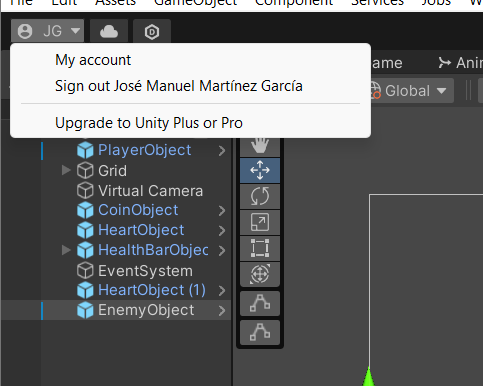 File Edit Assets GameObject Component Services Jobs
JG
My account
Sign out José Manuel Martínez García
Upgrade to Unity Plus or Pro
Global
PlayerObject
Grid
Virtual Camera
CoinObject
HeartObject
HealthBarObjec
EventSystem
HeartObject (1)
EnemyObject